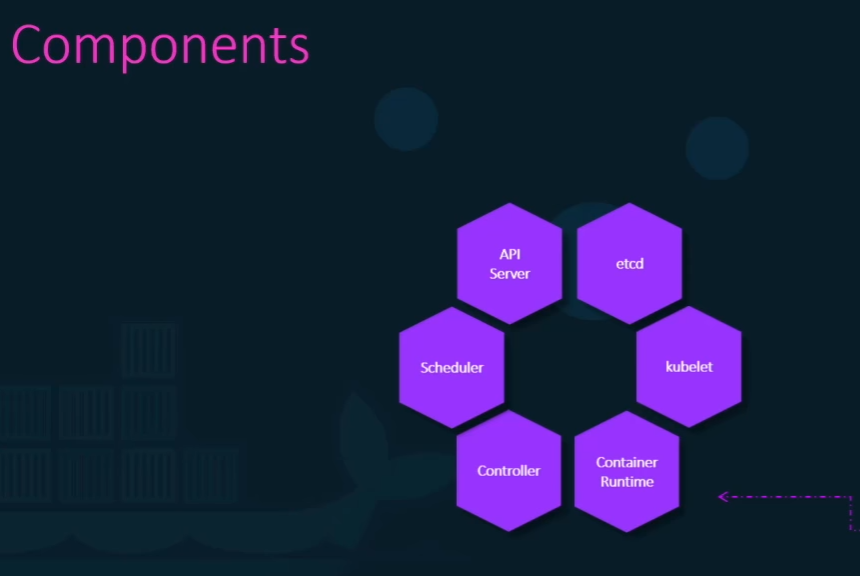 Components
API
Server
etcd
Scheduler
kubelet
Controller
Container
Runtime